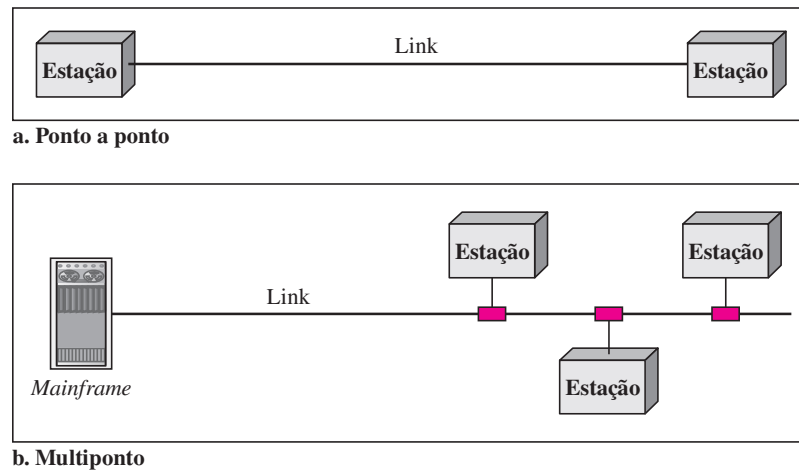 Link
Estação
Estação
a. Ponto a ponto
Estação
Estação
Link
Estação
Mainframe
b. Multiponto